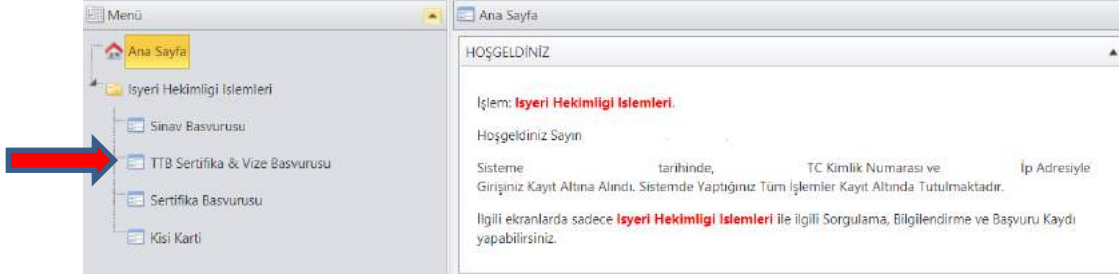 Menü
Ana Sayfa
Isyeri Hekimligi Islemleri
Sinav Basvurusu
TTB Sertifika & Vize Basvurusu
Sertifika Basvurusu
Kisi Karti
Ana Sayfa
HOŞGELDİNİZ
İşlem: Isyeri Hekimligi Islemleri.
Hoşgeldiniz Sayın
Sisteme tarihinde, TC Kimlik Numarası ve İp Adresiyle
Girişiniz Kayıt Altına Alındı. Sistemde Yaptığınız Tüm İşlemler Kayıt Altında Tutulmaktadır.
İlgili ekranlarda sadece Isyeri Hekimligi Islemleri ile ilgili Sorgulama, Bilgilendirme ve Başvuru Kaydı
yapabilirsiniz.